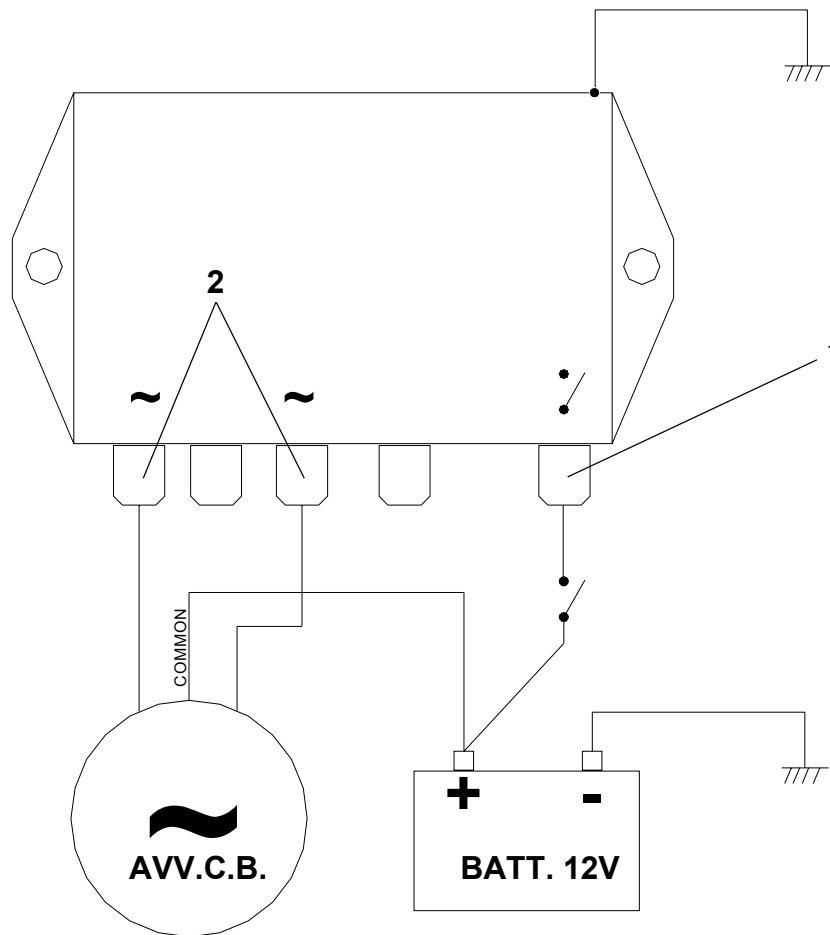 2
~ ~
COMMON
+ -
~
AVV.C.B.
BATT. 12V